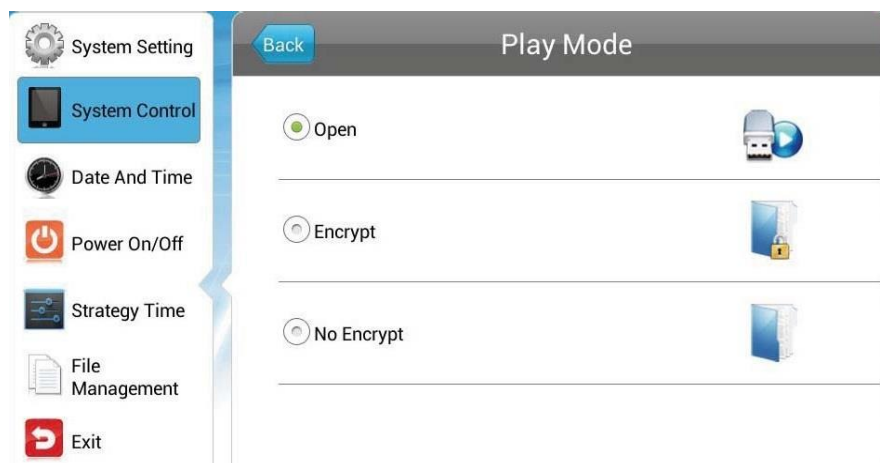 System Setting
System Control
Date And Time
Power On/Off
Strategy Time
File
Management
Exit
Back
Play Mode
Open
Encrypt
No Encrypt